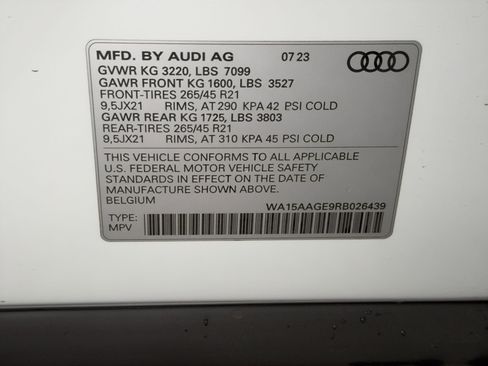 MFD. BY AUDI AG 07 23
GVWR KG 3220, LBS 7099
GAWR FRONT KG 1600, LBS 3527
FRONT-TIRES 265/45 R21
9,5JX21 RIMS, AT 290 KPA 42 PSI COLD
GAWR REAR KG 1725, LBS 3803
REAR-TIRES 265/45 R21
9,5JX21 RIMS, AT 310 KPA 45 PSI COLD
THIS VEHICLE CONFORMS TO ALL APPLICABLE
U.S. FEDERAL MOTOR VEHICLE SAFETY
STANDARDS IN EFFECT ON THE DATE OF
MANUFACTURE SHOWN ABOVE.
BELGIUM WA15AAGE9RB026439
TYPE:
MPV